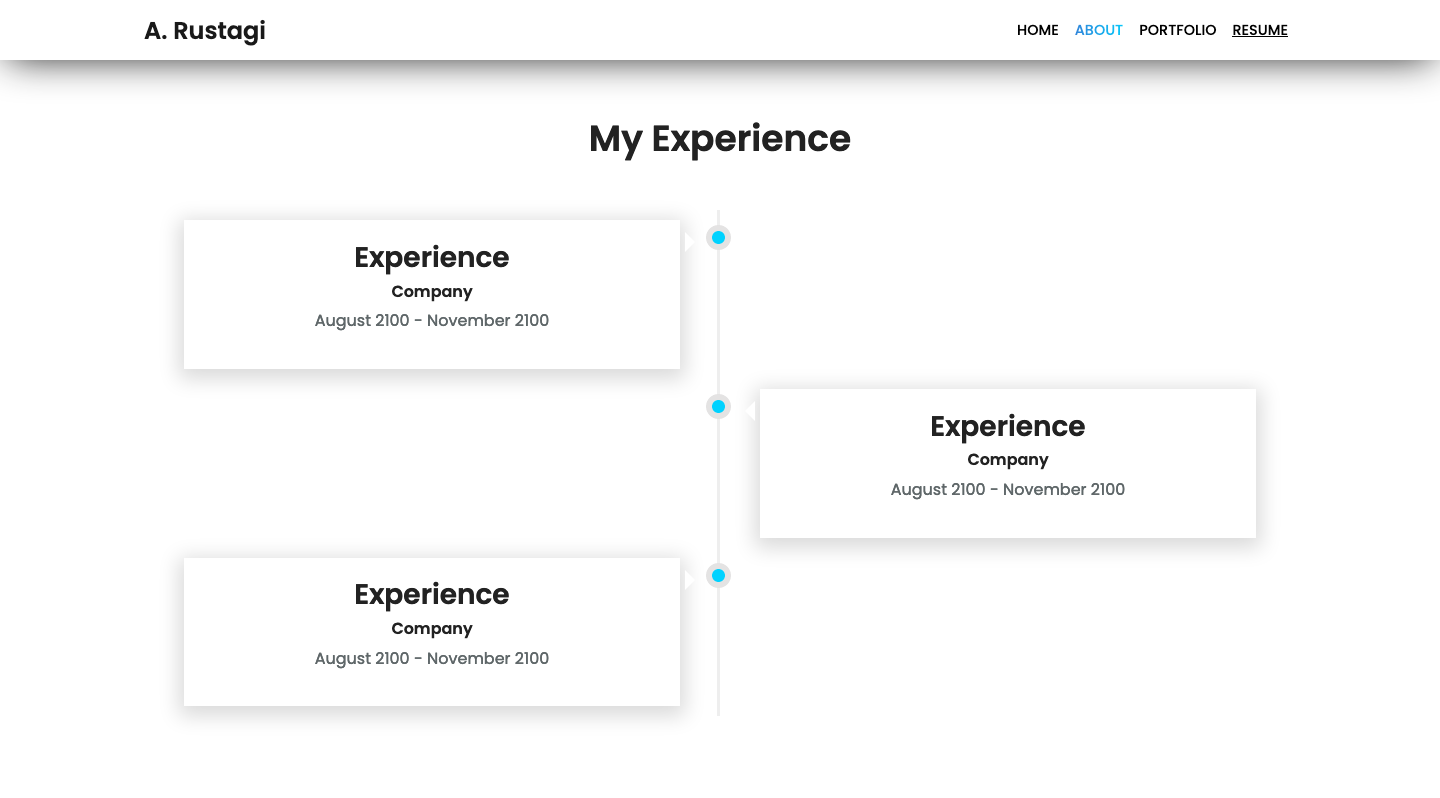 A. Rustagi
HOME ABOUT PORTFOLIO RESUME
My Experience
Experience
Company
August 2100 - November 2100
Experience
Company
August 2100 - November 2100
Experience
Company
August 2100 - November 2100